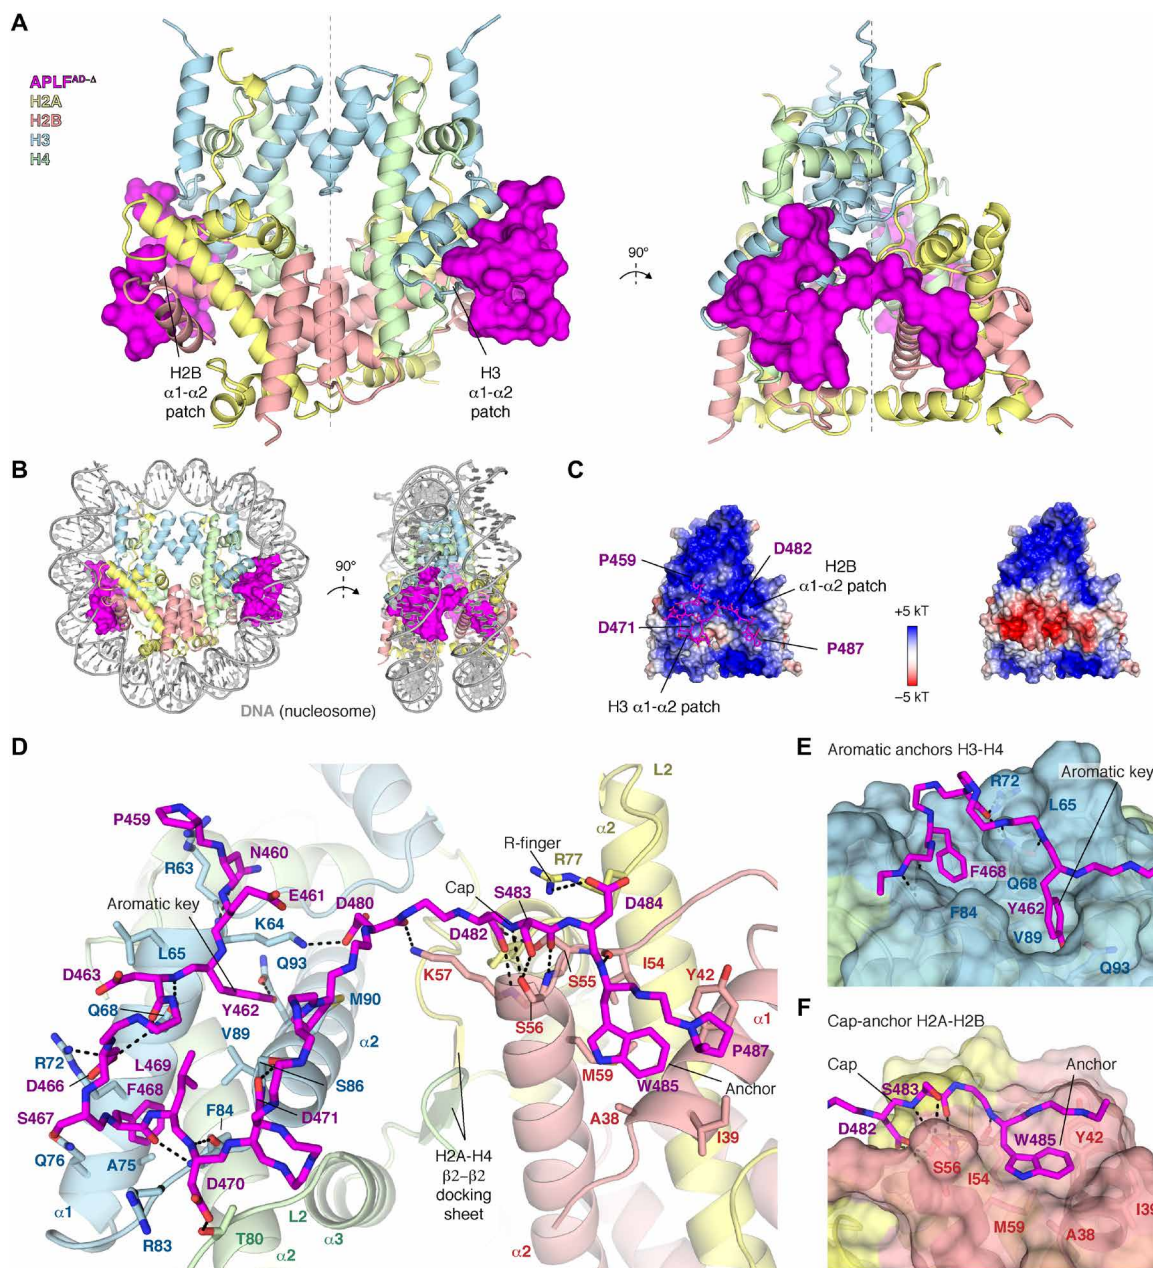 A
APLFAD-Δ
H2A
H2B
H3
H4
90°
H2B
α1-α2
patch
H3
α1-α2
patch
B
90°
DNA (nucleosome)
C
P459
D482
H2B
α1-α2 patch
D471
P487
H3 α1-α2 patch
+5 kT
−5 kT
D
P459
R63
N460
E461
Aromatic key
K64
D480
L65
Q93
D463
Q68
Y462
M90
V89
α2
R72
L469
D466
F468
S86
S467
F84
D471
Q76
A75
D470
α1
R83
T80
L2
α2
α3
L2
α2
R-finger
R77
Cap
S483
D484
D482
K57
S55
I54
Y42
S56
α1
P487
M59
W485
Anchor
A38
I39
H2A-H4
β2–β2
docking
sheet
α2
E
Aromatic anchors H3-H4
R72
Aromatic key
L65
F468
Q68
Y462
F84
V89
Q93
F
Cap-anchor H2A-H2B
Cap
S483
Anchor
D482
W485
Y42
S56
I54
M59
A38
I39